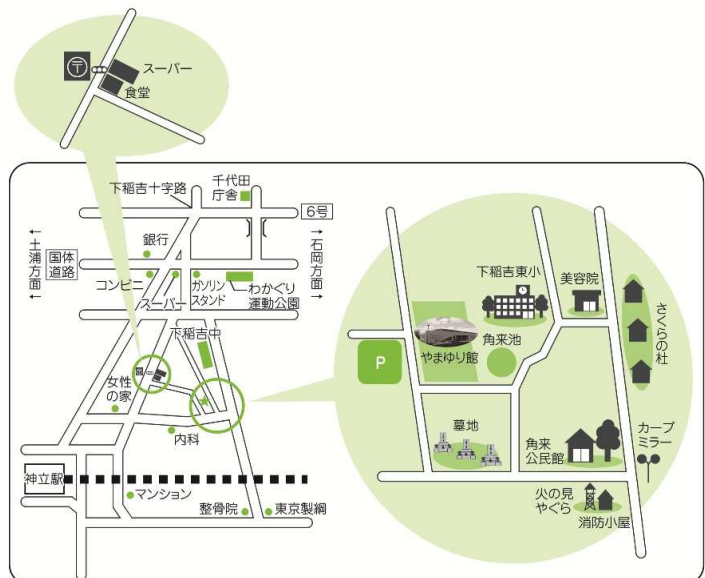 スーパー
食堂
下稲吉十字路
千代田
庁舎
6号
←土浦方面→
国体
道路
銀行
←石岡方面→
コンビニ
スーパー
ガソリン
スタンド
わかぐり
運動公園
下稲吉中
女性
の家
内科
神立駅
マンション
整骨院
東京製綱
下稲吉東小
美容院
さくらの杜
やまゆり館
角来池
P
墓地
角来
公民館
カーブ
ミラー
火の見
やぐら
消防小屋